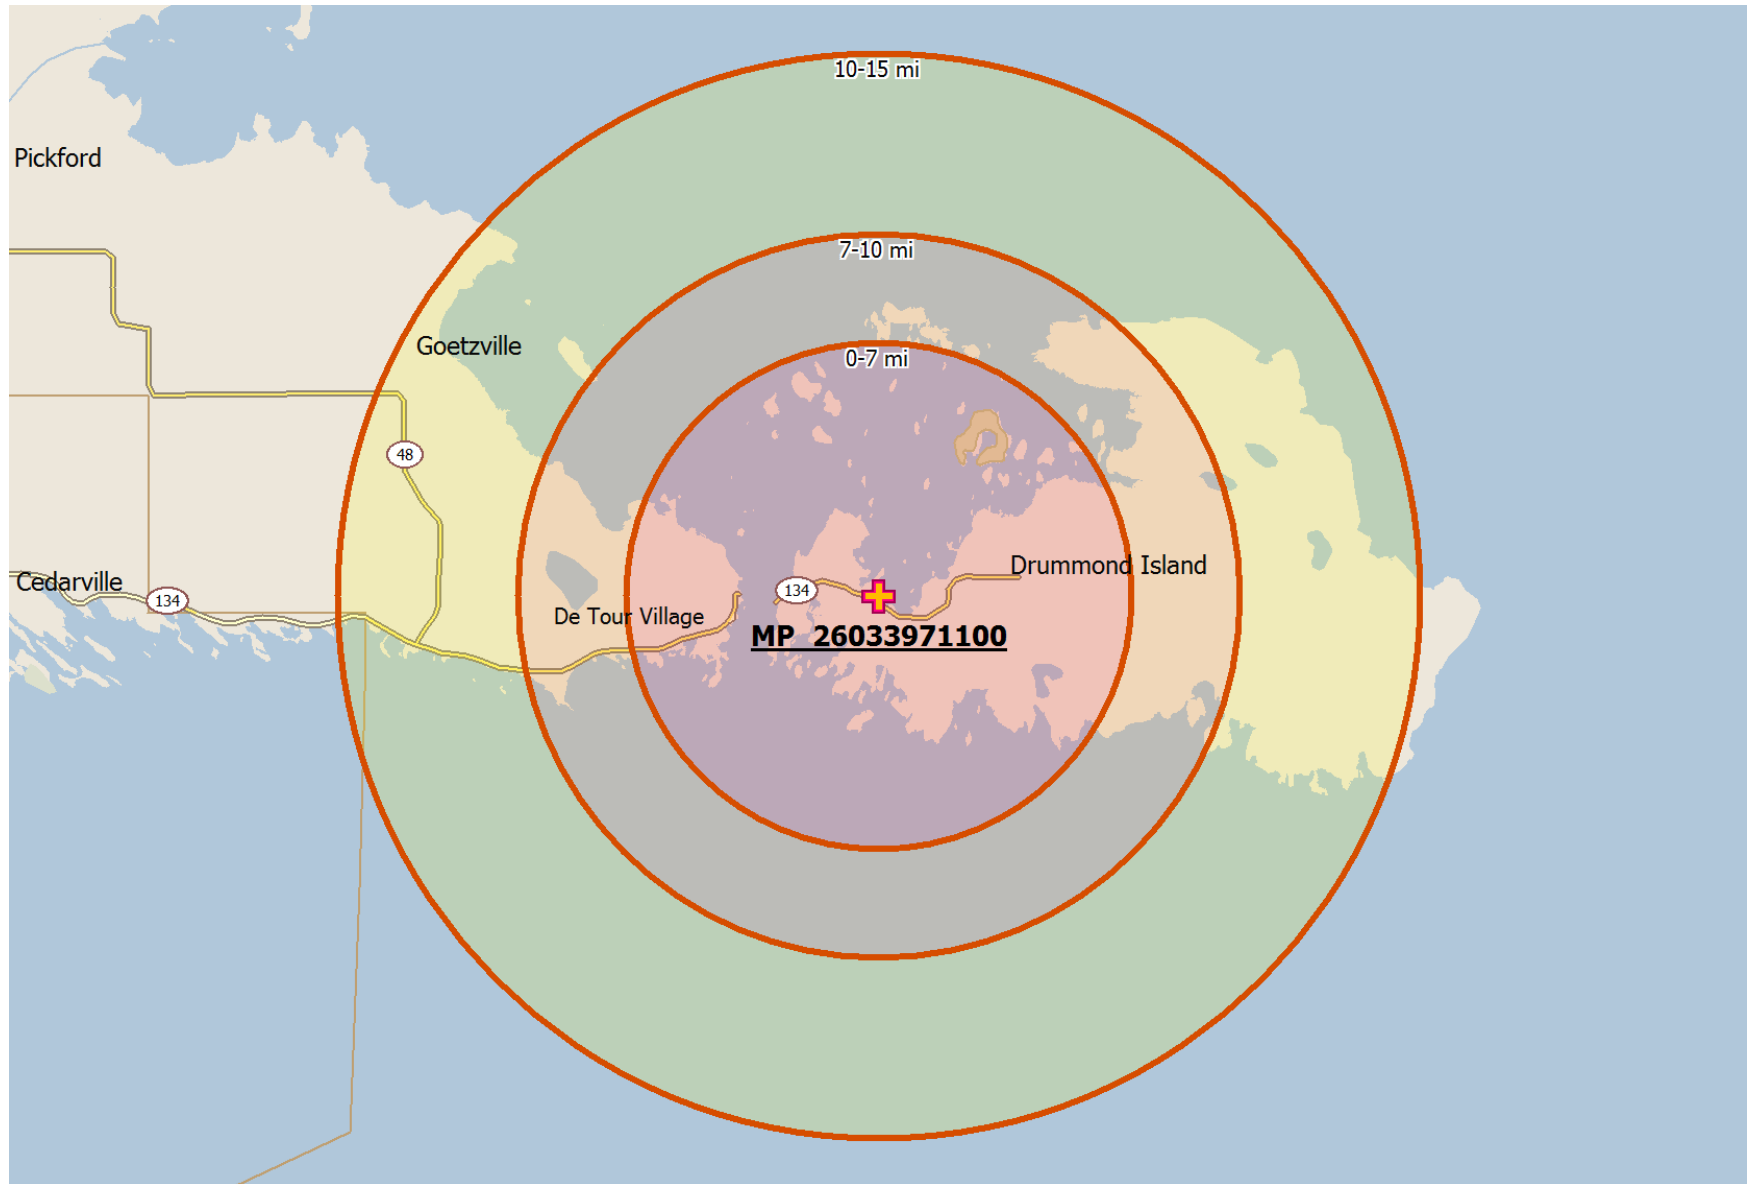 10-15 mi
Pickford
7-10 mi
Goetzville
0-7 mi
48
Drummond Island
Cedarville
134
134
De Tour Village
MP 26033971100